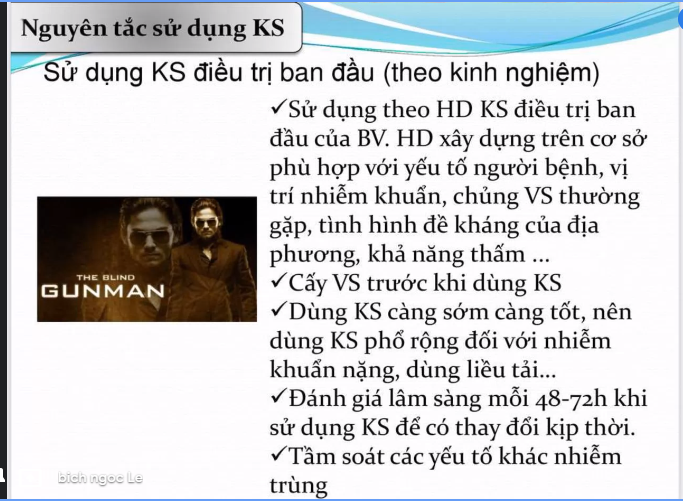 Nguyên tắc sử dụng KS
Sử dụng KS điều trị ban đầu (theo kinh nghiệm)
✓Sử dụng theo HD KS điều trị ban
đầu của BV. HD xây dựng trên cơ sở
phù hợp với yếu tố người bệnh, vị
trí nhiễm khuẩn, chủng VS thường
gặp, tình hình đề kháng của địa
phương, khả năng thấm ...
✓Cấy VS trước khi dùng KS
✓Dùng KS càng sớm càng tốt, nên
dùng KS phổ rộng đối với nhiễm
khuẩn nặng, dùng liều tải...
✓Đánh giá lâm sàng mỗi 48-72h khi
sử dụng KS để có thay đổi kịp thời.
✓Tầm soát các yếu tố khác nhiễm
trùng
THE BLIND
GUNMAN
bích ngọc Le